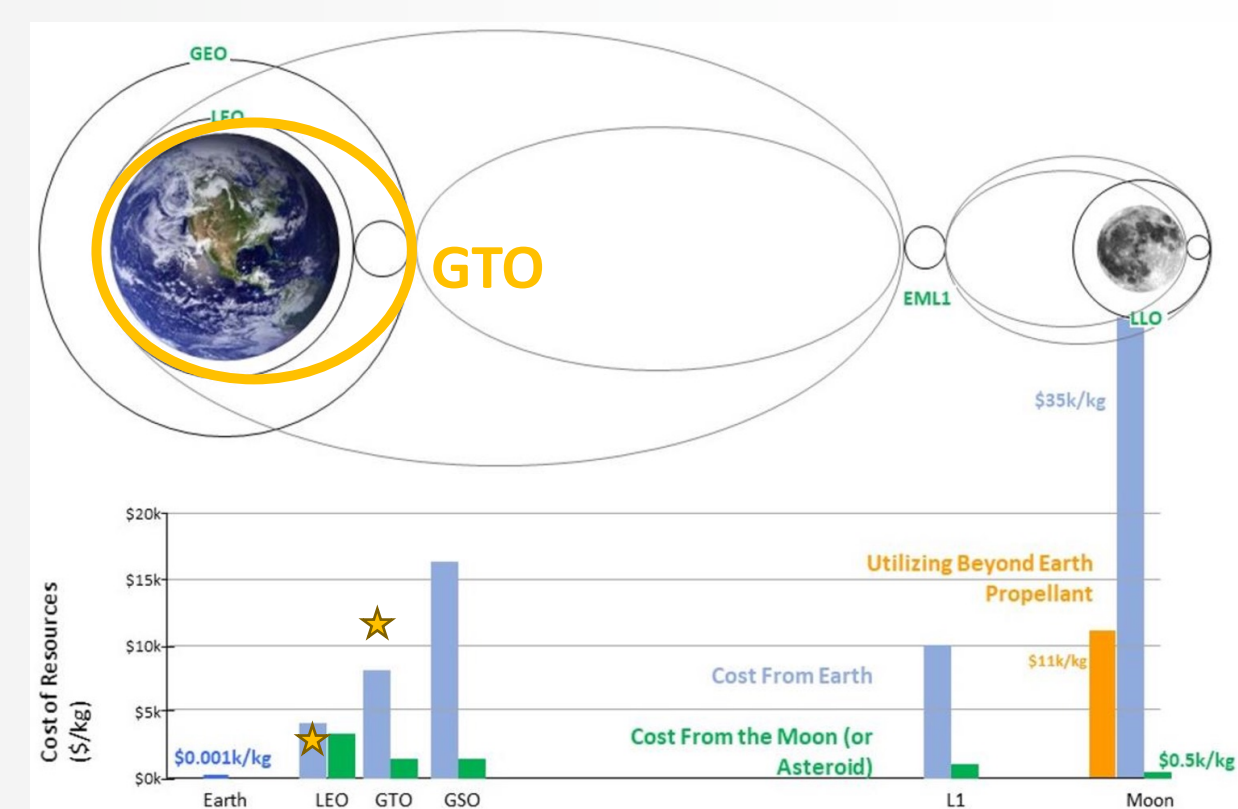 GEO
LEO
GTO
EML1
LLO
$35k/kg
$20k
Utilizing Beyond Earth
Propellant
$15k
$10k
$11k/kg
Cost From Earth
$5k
Cost From the Moon (or
Asteroid)
$0.001k/kg
$0.5k/kg
$0k
Cost of Resources
($/kg)
Earth
LEO
GTO
GSO
L1
Moon